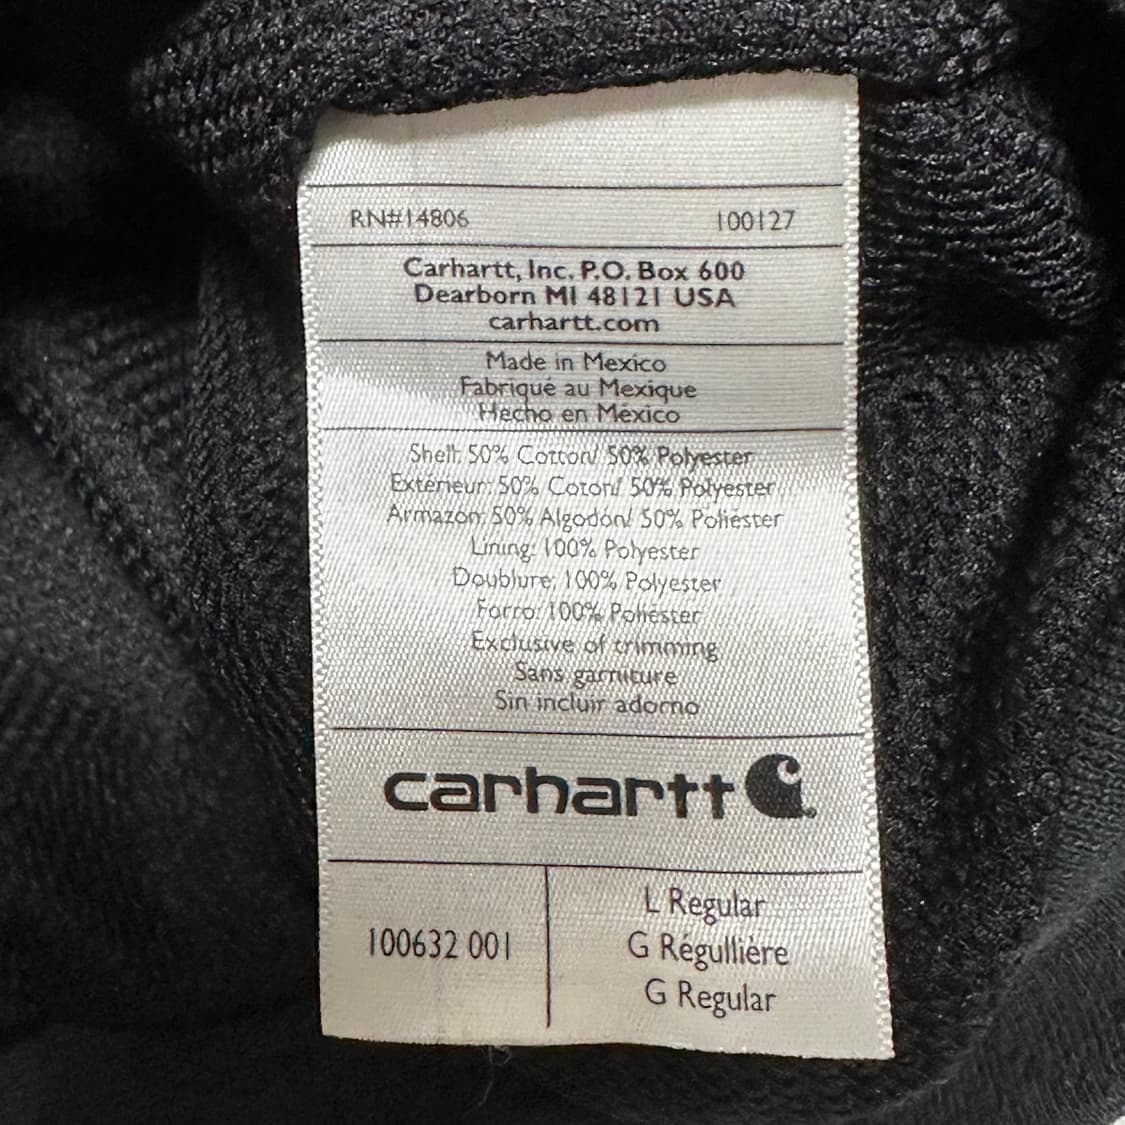 RN#14806 100127
Carhartt, Inc. P.O. Box 600
Dearborn MI 48121 USA
carhartt.com
Made in Mexico
Fabriqué au Mexique
Hecho en México
Shell: 50% Cotton/ 50% Polyester
Extérieur: 50% Coton/ 50% Polyester
Armazón: 50% Algodón/ 50% Poliéster
Lining: 100% Polyester
Doublure: 100% Polyester
Forro: 100% Poliéster
Exclusive of trimming
Sans garniture
Sin incluir adorno
carhartt
100632 001
L Regular
G Régullière
G Regular